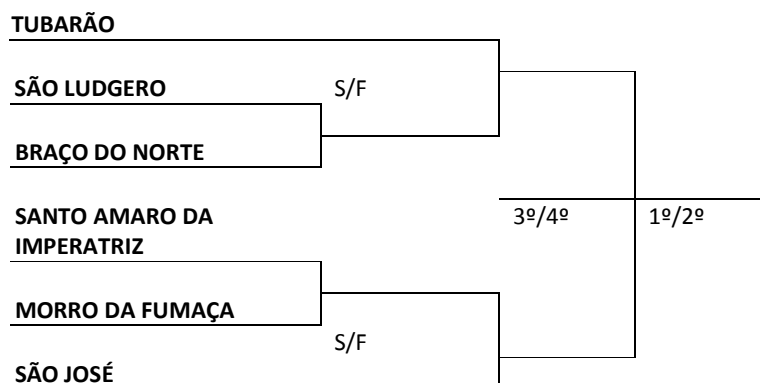 TUBARÃO
SÃO LUDGERO S/F
BRAÇO DO NORTE
SANTO AMARO DA 3º/4º 1º/2º
IMPERATRIZ
MORRO DA FUMAÇA
S/F
SÃO JOSÉ